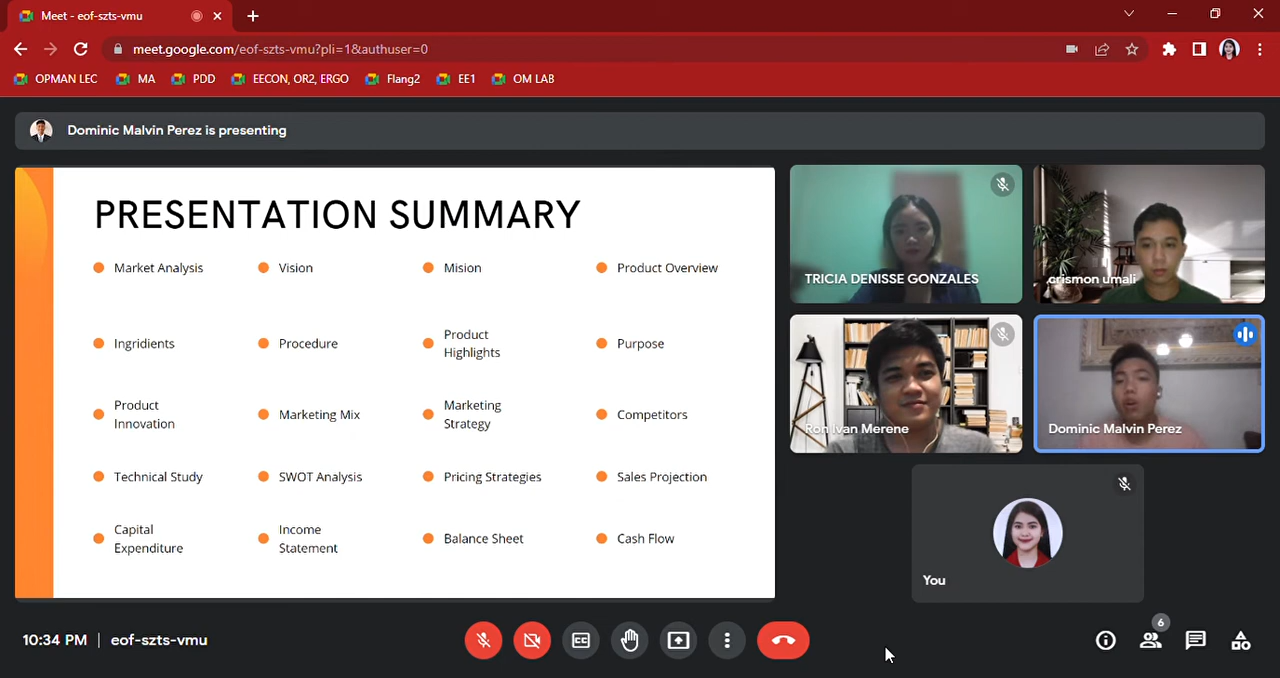 Meet - eof-szts-vmu
meet.google.com/eof-szts-vmu?pli=1&authuser=0
OPMAN LEC MA PDD EECON, OR2, ERGO Flang2 EE1 OM LAB
Dominic Malvin Perez is presenting
PRESENTATION SUMMARY
Market Analysis
Vision
Mision
Product Overview
Ingridients
Procedure
Product
Highlights
Purpose
Product
Innovation
Marketing Mix
Marketing
Strategy
Competitors
Technical Study
SWOT Analysis
Pricing Strategies
Sales Projection
Capital
Expenditure
Income
Statement
Balance Sheet
Cash Flow
TRICIA DENISSE GONZALES
crismon umali
Ron Ivan Merene
Dominic Malvin Perez
You
10:34 PM | eof-szts-vmu
CC
6